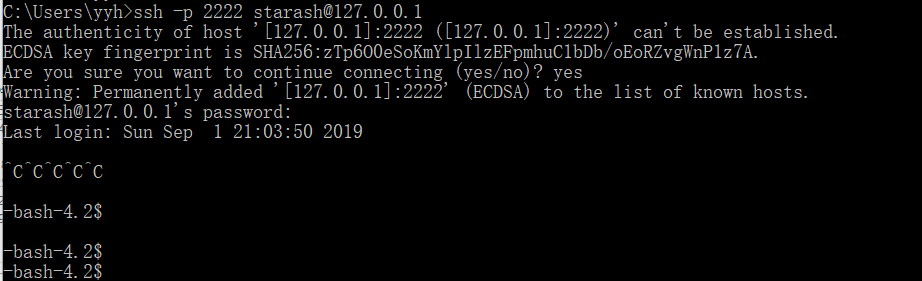 C:\Users\yyh>ssh -p 2222 starash@127.0.0.1
The authenticity of host '[127.0.0.1]:2222 ([127.0.0.1]:2222)' can't be established.
ECDSA key fingerprint is SHA256:zTp6OOeSoKmYlpIlzEFpmhuC1bDb/oEoRZvgWnP1z7A.
Are you sure you want to continue connecting (yes/no)? yes
Warning: Permanently added '[127.0.0.1]:2222' (ECDSA) to the list of known hosts.
starash@127.0.0.1's password:
Last login: Sun Sep  1 21:03:50 2019
^C^C^C^C^C
-bash-4.2$
-bash-4.2$
-bash-4.2$